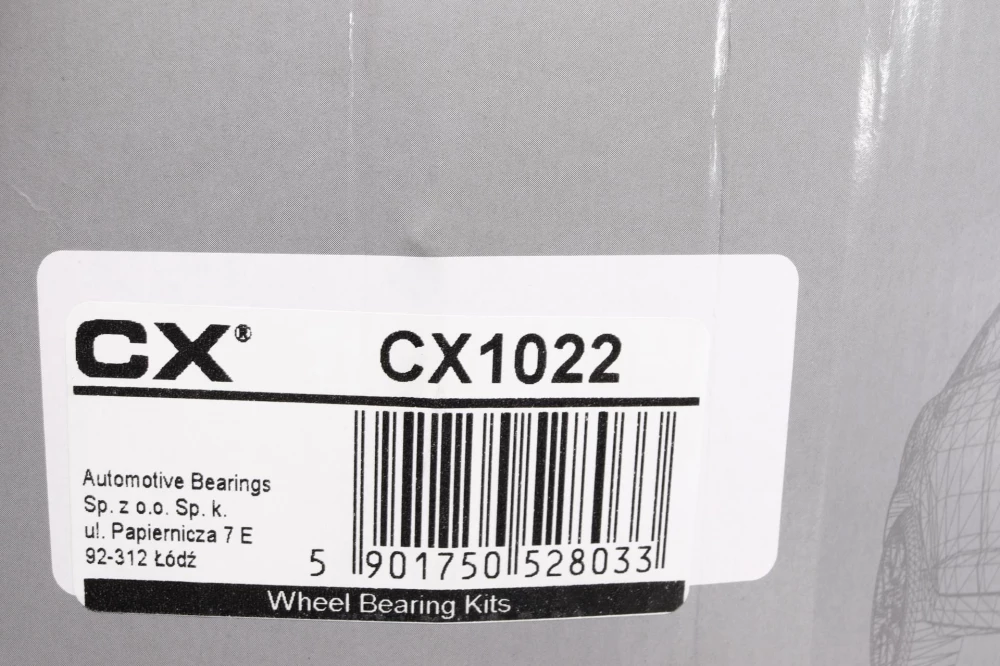 CX® CX1022
Automotive Bearings
Sp. z o.o. Sp. k.
ul. Papiernicza 7 E
92-312 Łódź
5 901750 528033
Wheel Bearing Kits